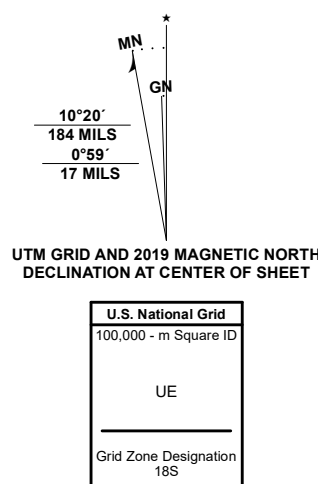 ★
MN
GN
10°20´
184 MILS
0°59´
17 MILS
UTM GRID AND 2019 MAGNETIC NORTH
DECLINATION AT CENTER OF SHEET
U.S. National Grid
100,000 - m Square ID
UE
Grid Zone Designation
18S